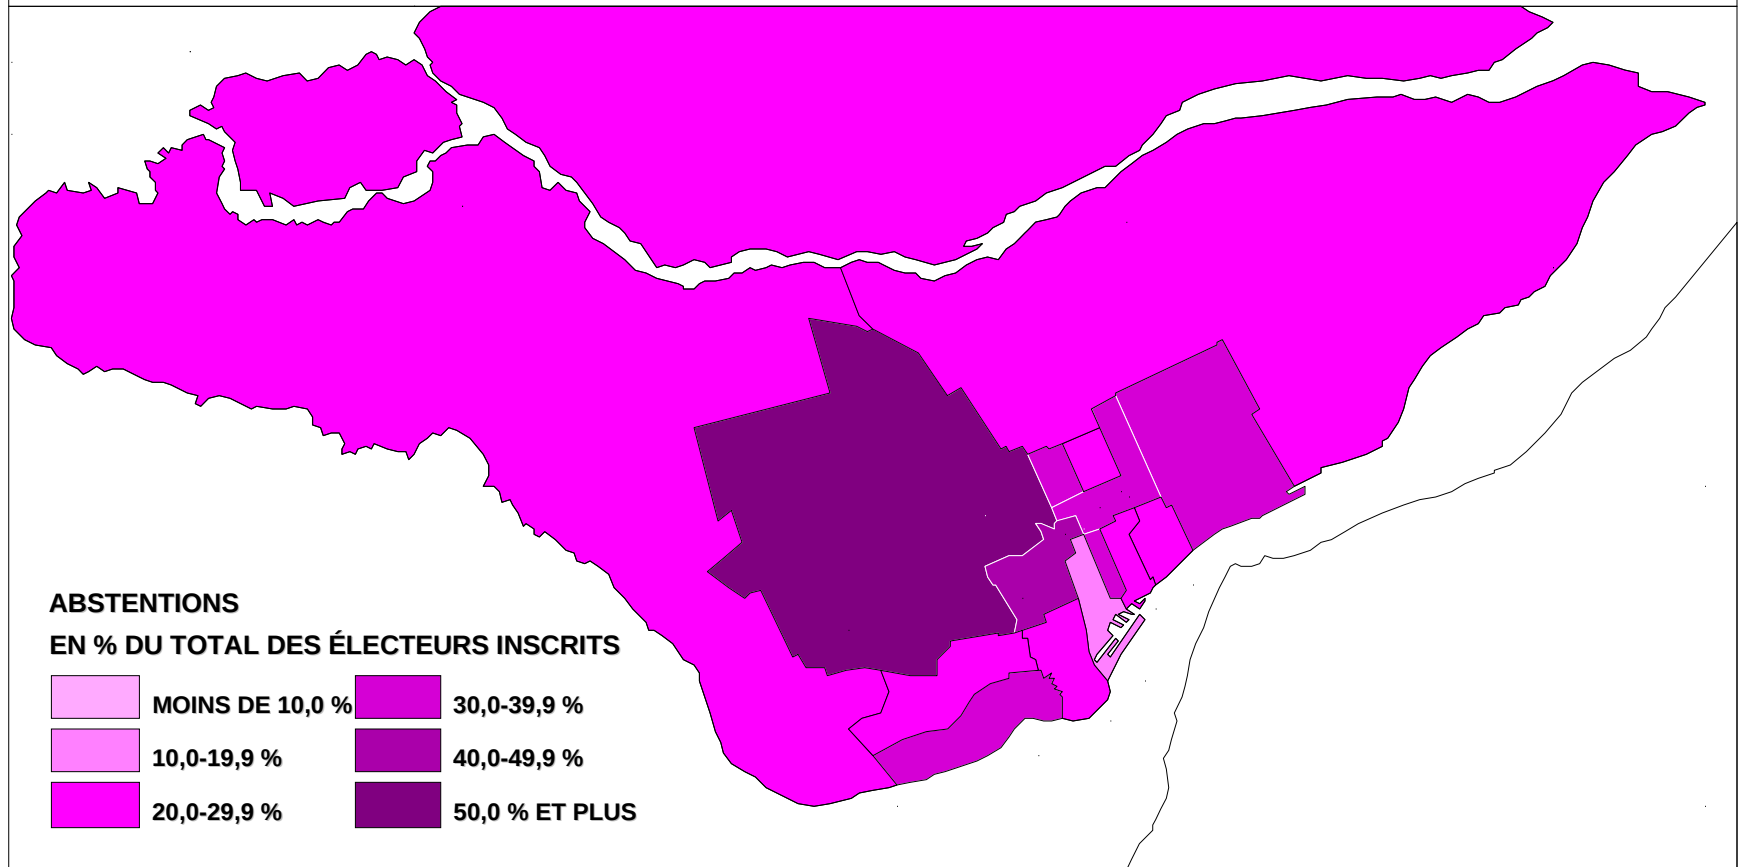 ABSTENTIONS
EN % DU TOTAL DES ÉLECTEURS INSCRITS
MOINS DE 10,0 %
10,0-19,9 %
20,0-29,9 %
30,0-39,9 %
40,0-49,9 %
50,0 % ET PLUS